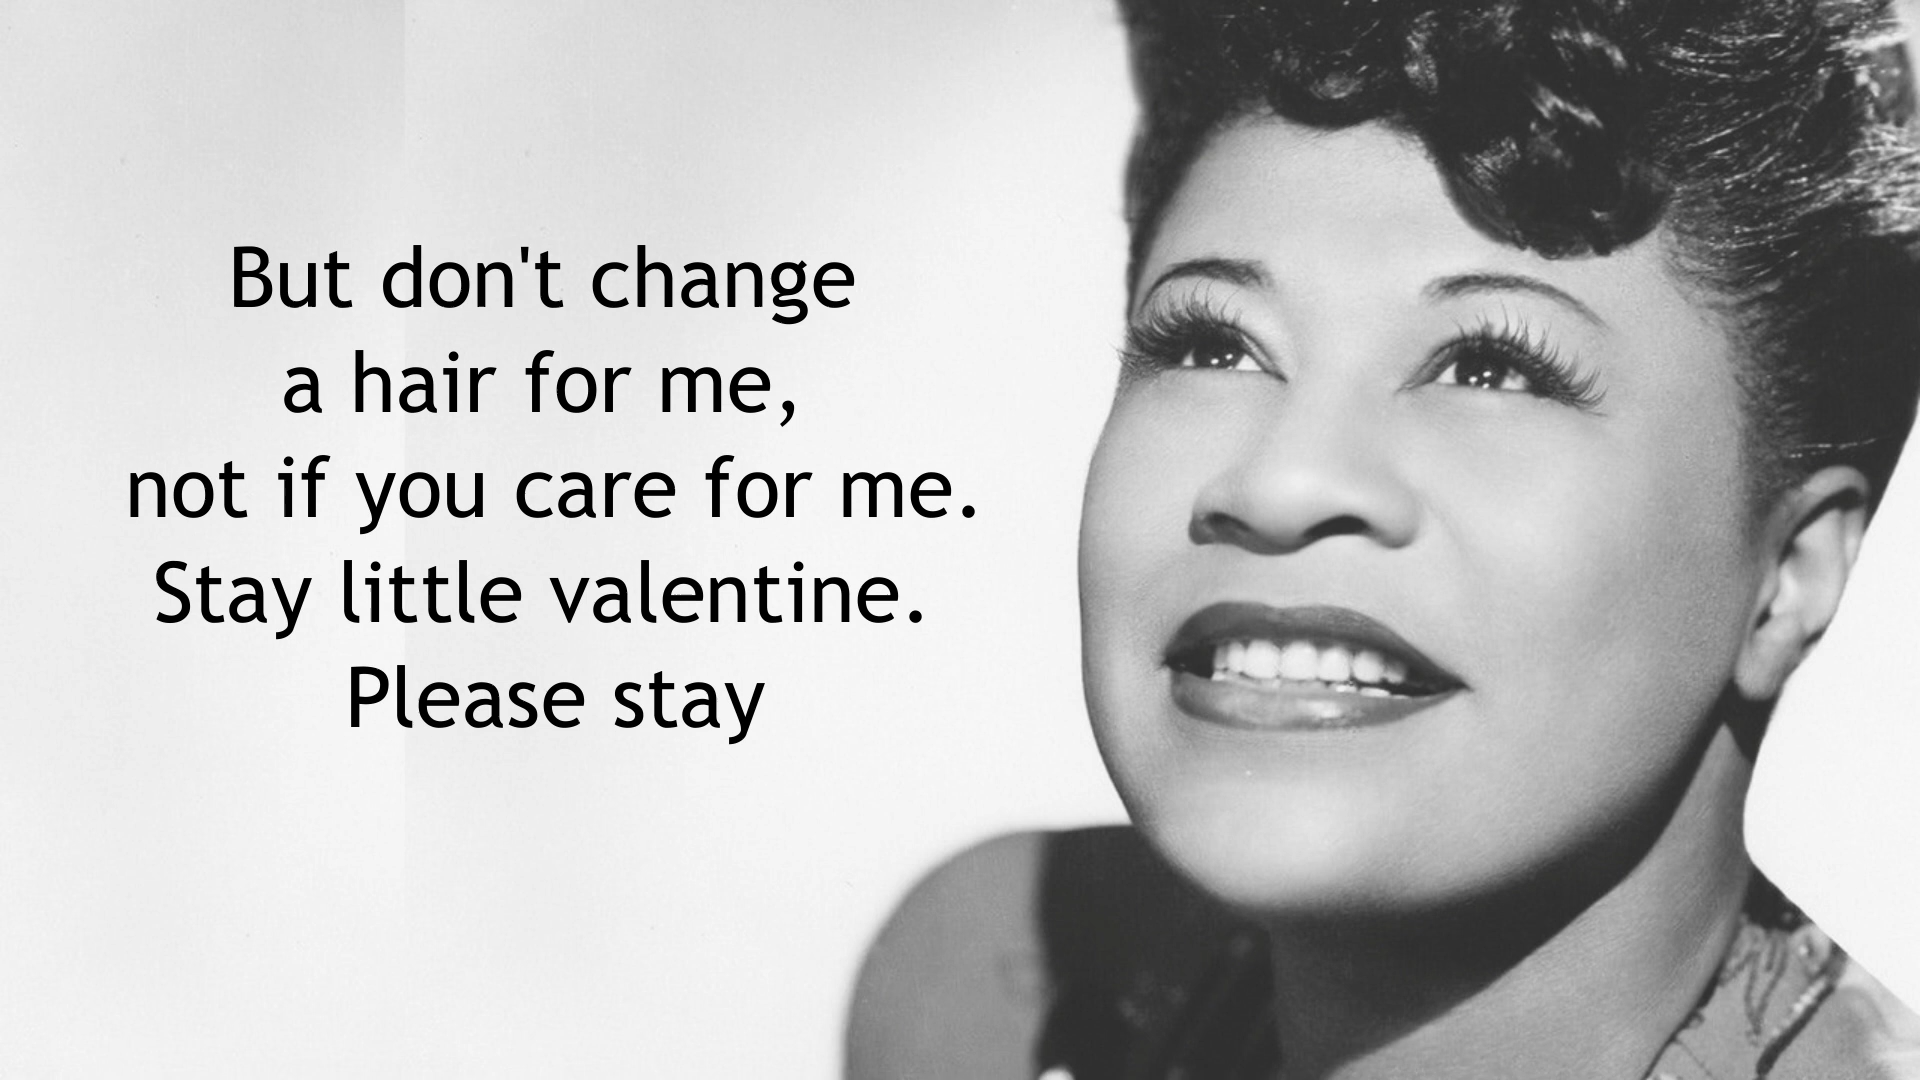 But don't change
a hair for me,
not if you care for me.
Stay little valentine.
Please stay